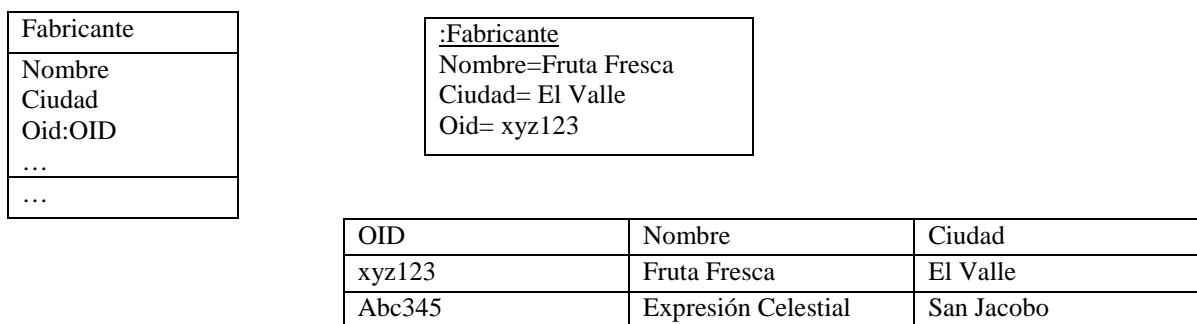 Fabricante
Nombre
Ciudad
Oid:OID
…
…
:Fabricante
Nombre=Fruta Fresca
Ciudad= El Valle
Oid= xyz123
OID Nombre Ciudad
xyz123 Fruta Fresca El Valle
Abc345 Expresión Celestial San Jacobo